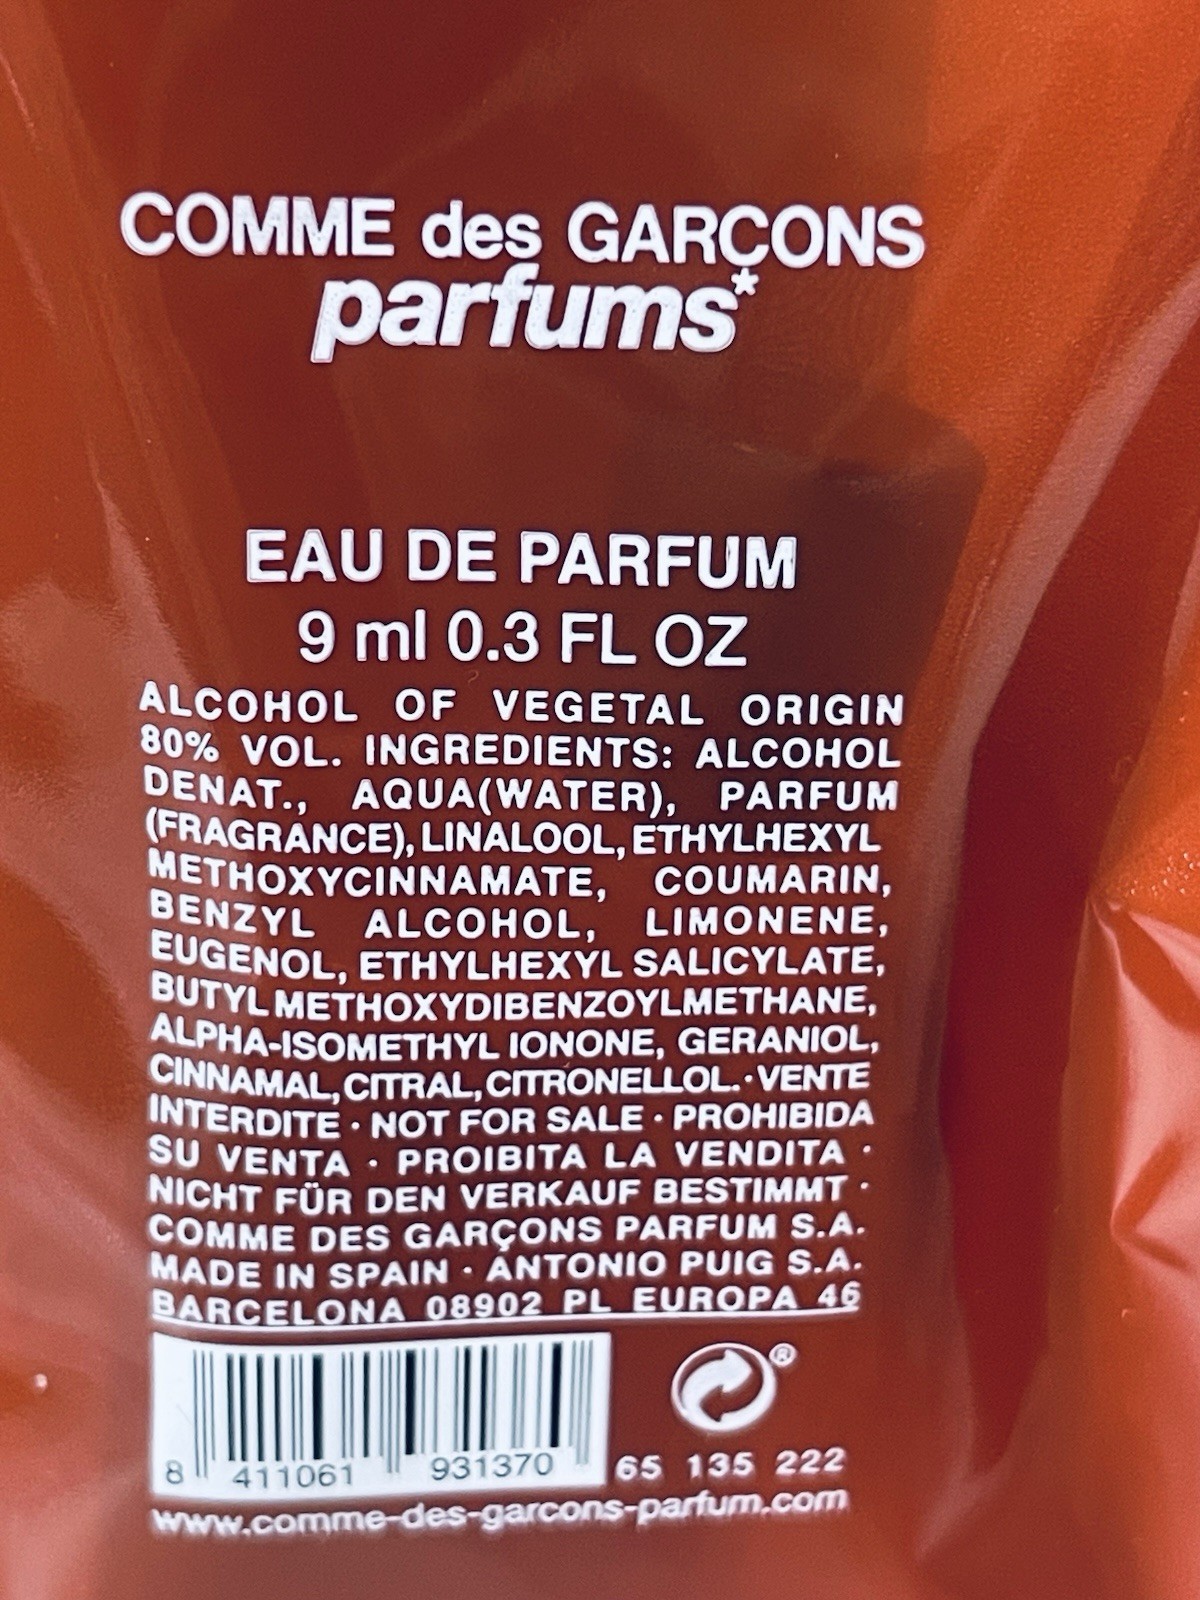 COMME des GARÇONS
parfums*
EAU DE PARFUM
9 ml 0.3 FL OZ
ALCOHOL OF VEGETAL ORIGIN
80% VOL. INGREDIENTS: ALCOHOL
DENAT., AQUA(WATER), PARFUM
(FRAGRANCE), LINALOOL, ETHYLHEXYL
METHOXYCINNAMATE, COUMARIN,
BENZYL ALCOHOL, LIMONENE,
EUGENOL, ETHYLHEXYL SALICYLATE,
BUTYL METHOXYDIBENZOYLMETHANE,
ALPHA-ISOMETHYL IONONE, GERANIOL,
CINNAMAL, CITRAL, CITRONELLOL.·VENTE
INTERDITE · NOT FOR SALE · PROHIBIDA
SU VENTA · PROIBITA LA VENDITA ·
NICHT FÜR DEN VERKAUF BESTIMMT ·
COMME DES GARÇONS PARFUM S.A.
MADE IN SPAIN · ANTONIO PUIG S.A.
BARCELONA 08902 PL EUROPA 46
®
8 411061 931370 65 135 222
www.comme-des-garcons-parfum.com